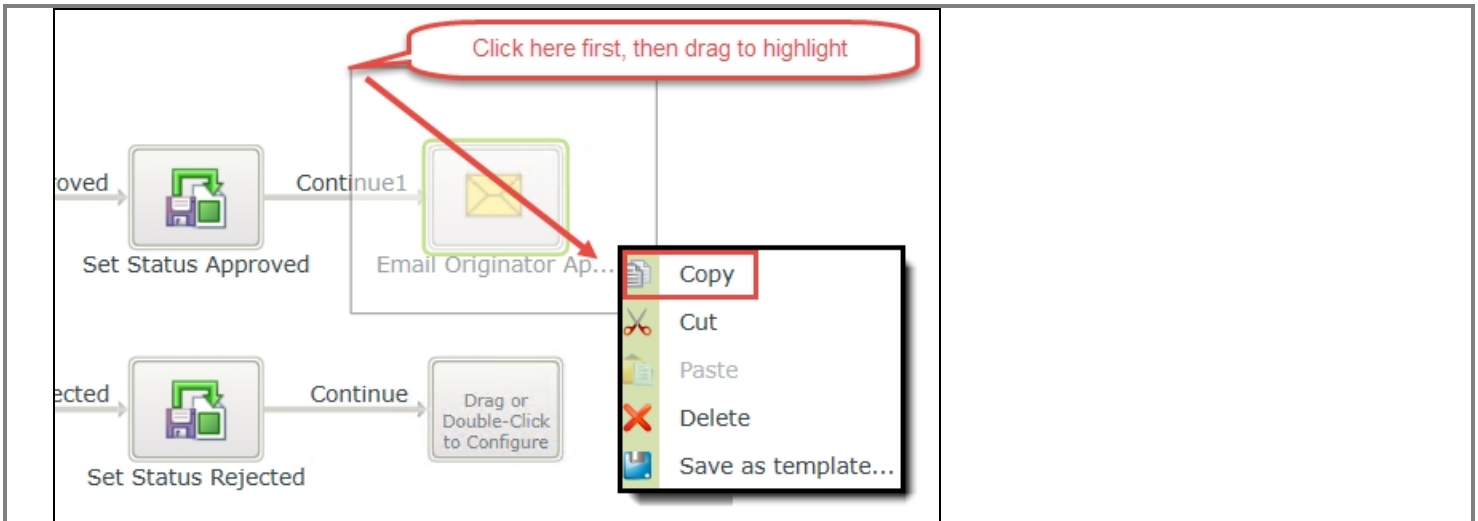 Click here first, then drag to highlight
roved
Continue1
Set Status Approved
Email Originator Ap...
Copy
Cut
Paste
Delete
Save as template...
ected
Continue
Drag or
Double-Click
to Configure
Set Status Rejected